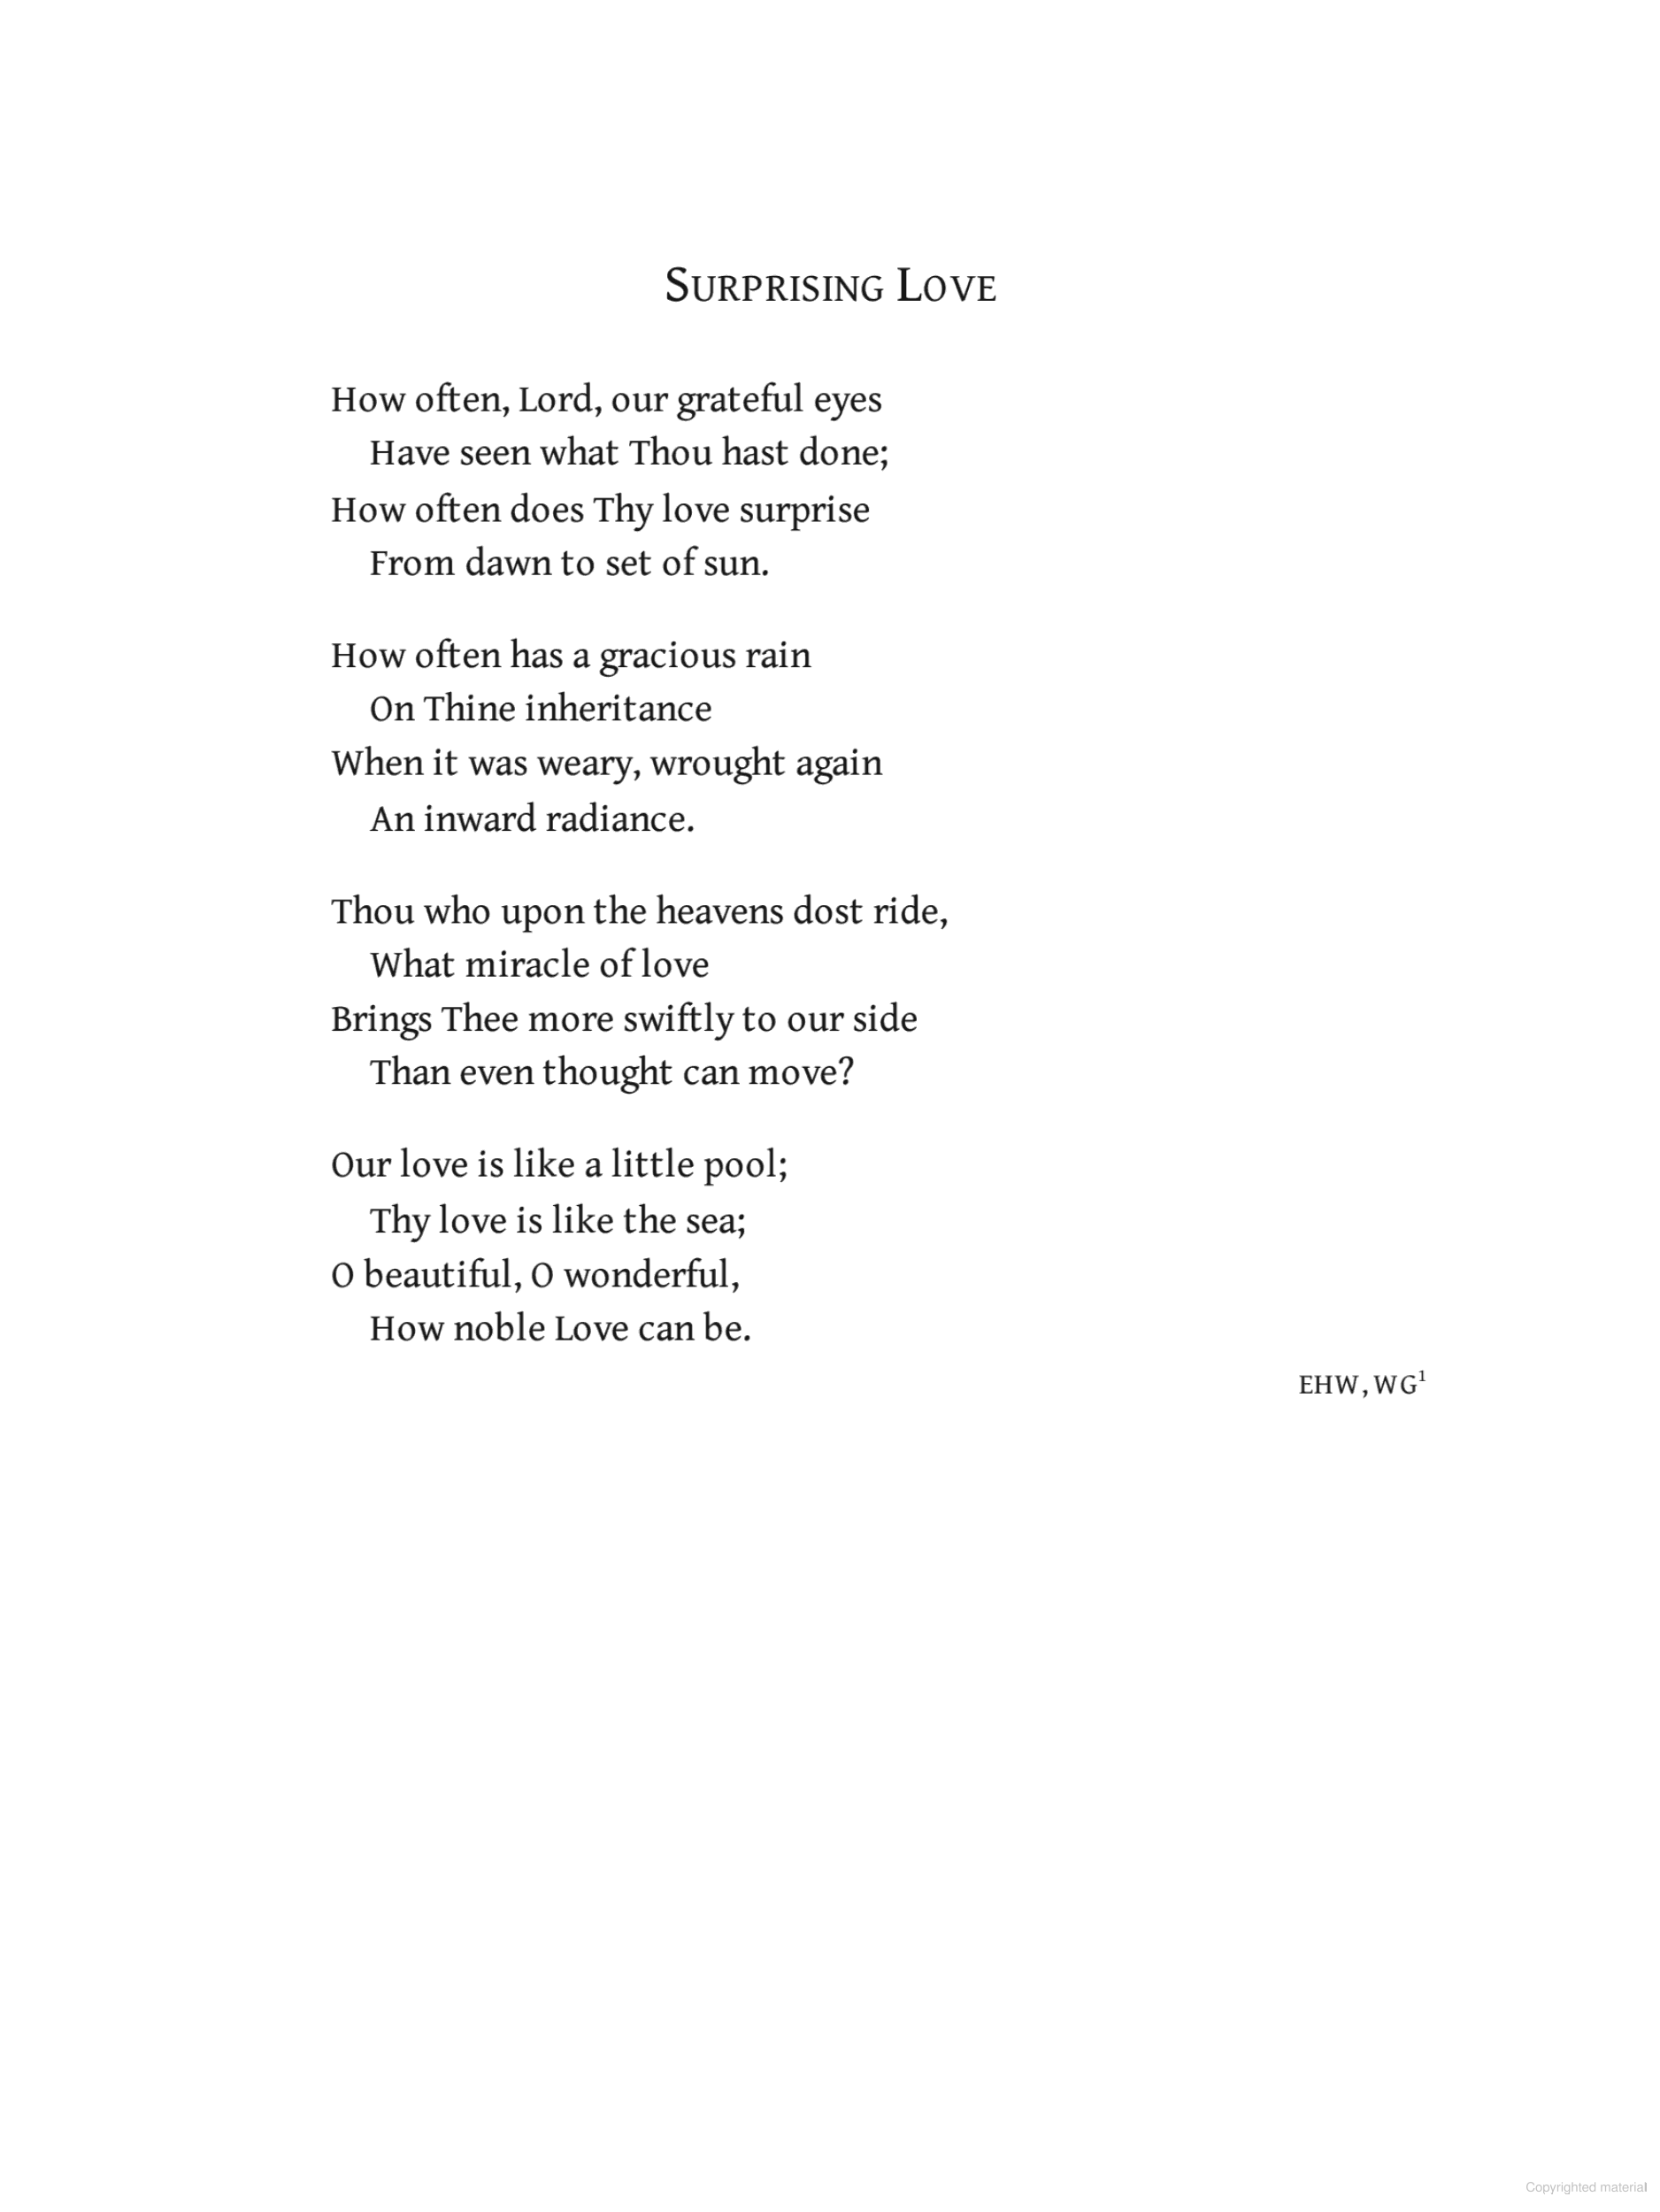 Surprising Love
How often, Lord, our grateful eyes
Have seen what Thou hast done;
How often does Thy love surprise
From dawn to set of sun.
How often has a gracious rain
On Thine inheritance
When it was weary, wrought again
An inward radiance.
Thou who upon the heavens dost ride,
What miracle of love
Brings Thee more swiftly to our side
Than even thought can move?
Our love is like a little pool;
Thy love is like the sea;
O beautiful, O wonderful,
How noble Love can be.
EHW, WG¹
Copyrighted material